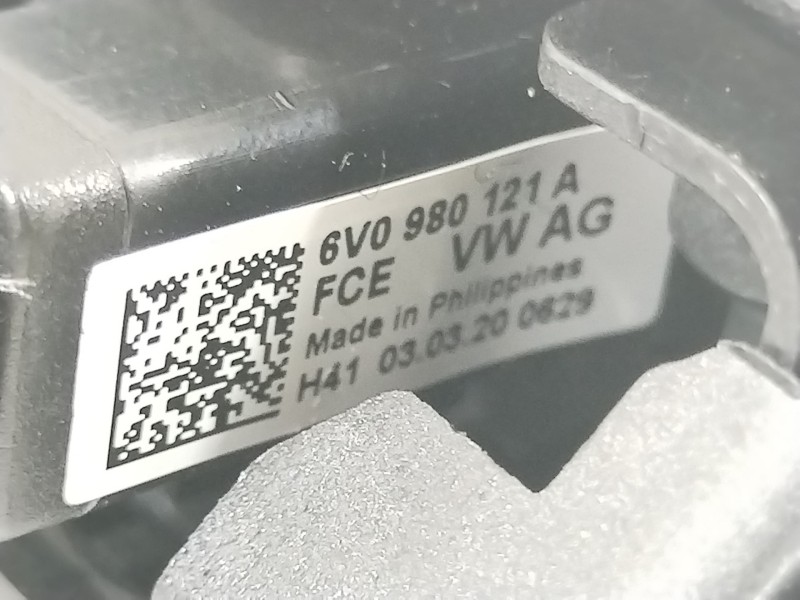 6V0 980 121 A
FCE VW AG
Made in Philippines
H41 03.03.20 0629